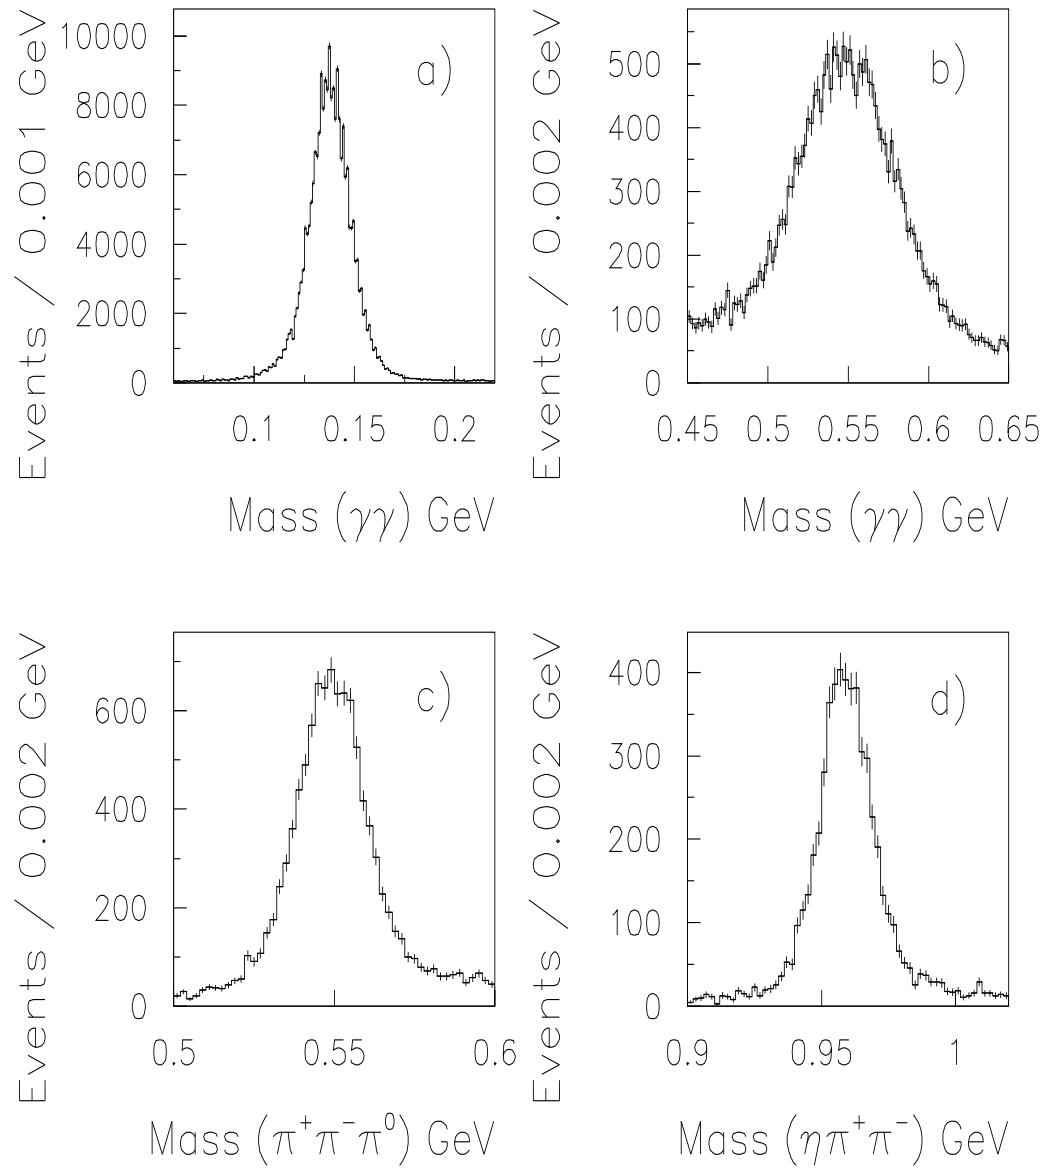 Events / 0.001 GeV
10000
8000
6000
4000
2000
0
a)
0.1 0.15 0.2
Mass (γγ) GeV
Events / 0.002 GeV
500
400
300
200
100
0
b)
0.45 0.5 0.55 0.6 0.65
Mass (γγ) GeV
Events / 0.002 GeV
600
400
200
0
c)
0.5 0.55 0.6
Mass (π⁺π⁻π⁰) GeV
Events / 0.002 GeV
400
300
200
100
0
d)
0.9 0.95 1
Mass (ηπ⁺π⁻) GeV